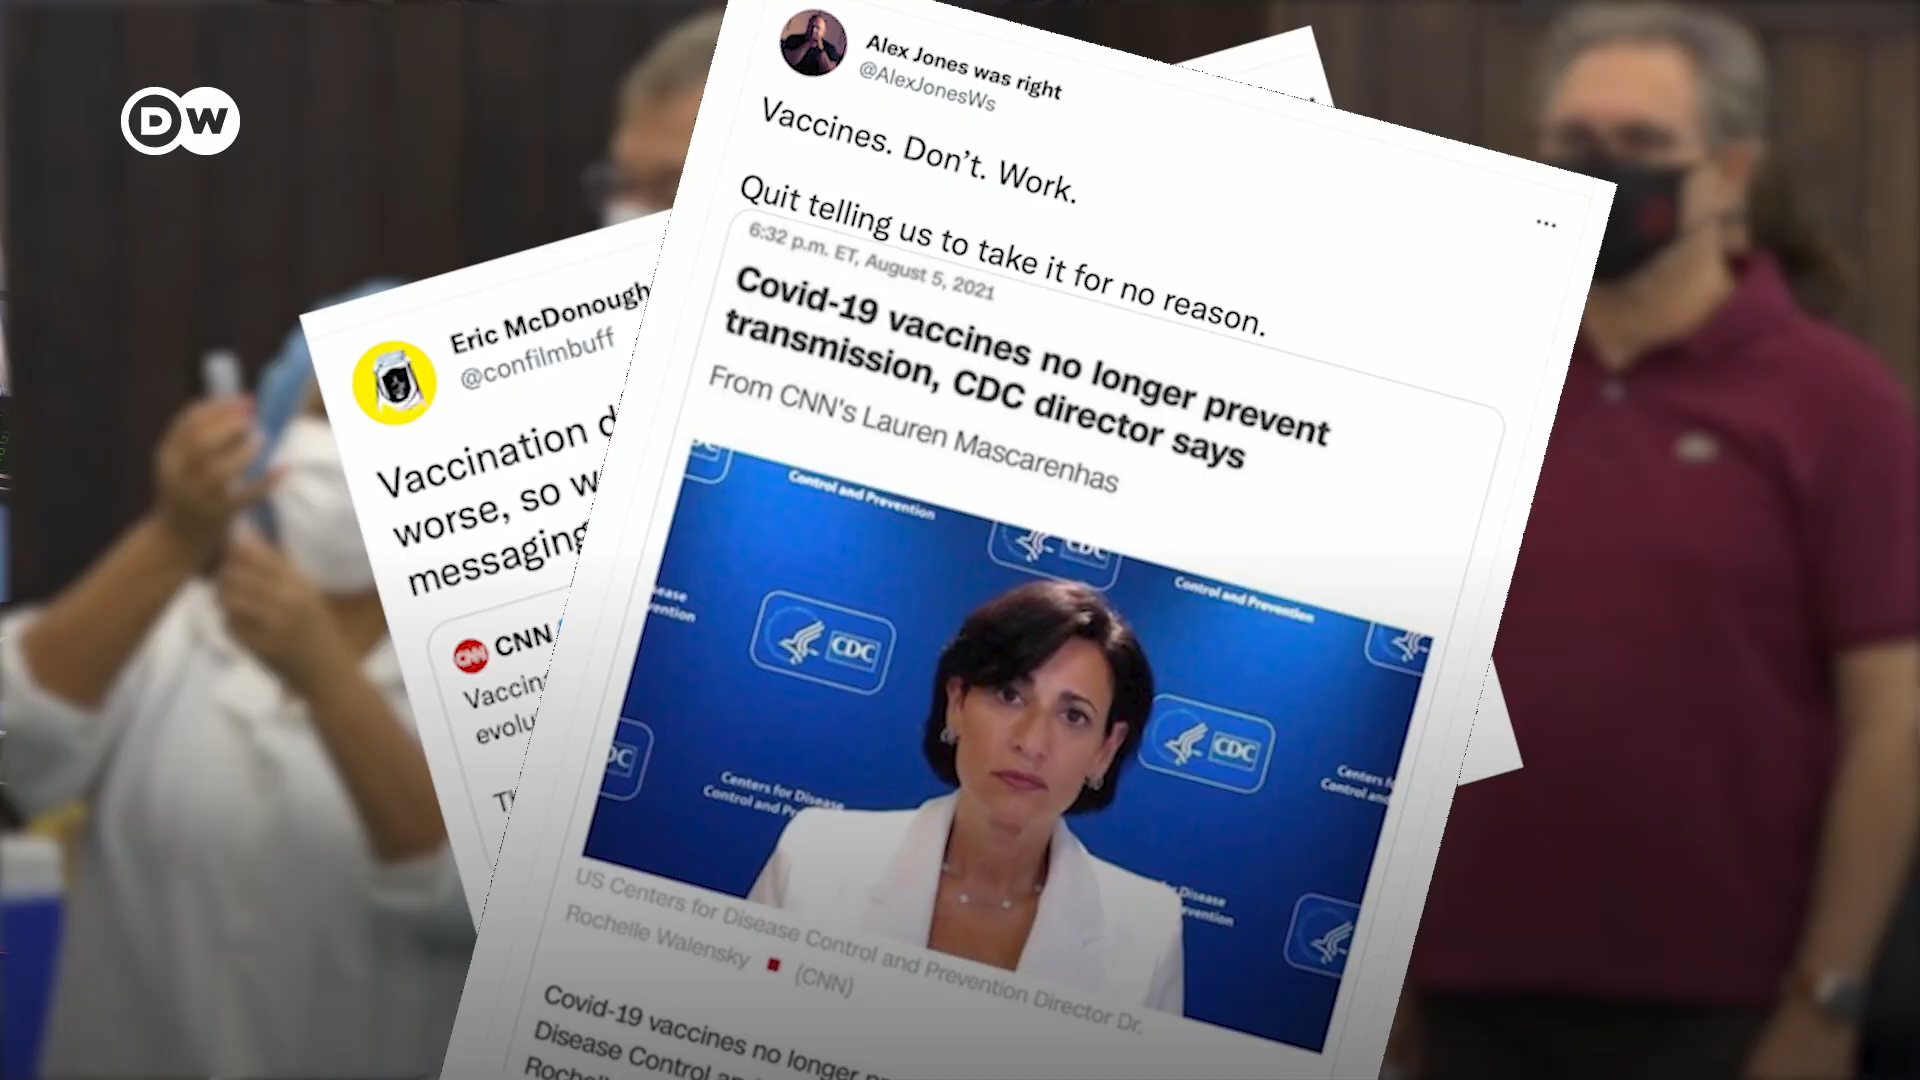 DW
Alex Jones was right
@AlexJonesWs
Vaccines. Don't. Work.
Quit telling us to take it for no reason.
6:32 p.m. ET, August 5, 2021
Covid-19 vaccines no longer prevent
transmission, CDC director says
From CNN's Lauren Mascarenhas
Control and Prevention
CDC
Control and Prevention
CDC
CDC
Centers for Disease
Control and
Centers
Control and
Disease
US Centers for Disease Control and Prevention Director Dr.
Rochelle Walensky (CNN)
Covid-19 vaccines no longer
Disease Control
Eric McDonough
@confilmbuff
Vaccination
worse, so
messaging
CNN